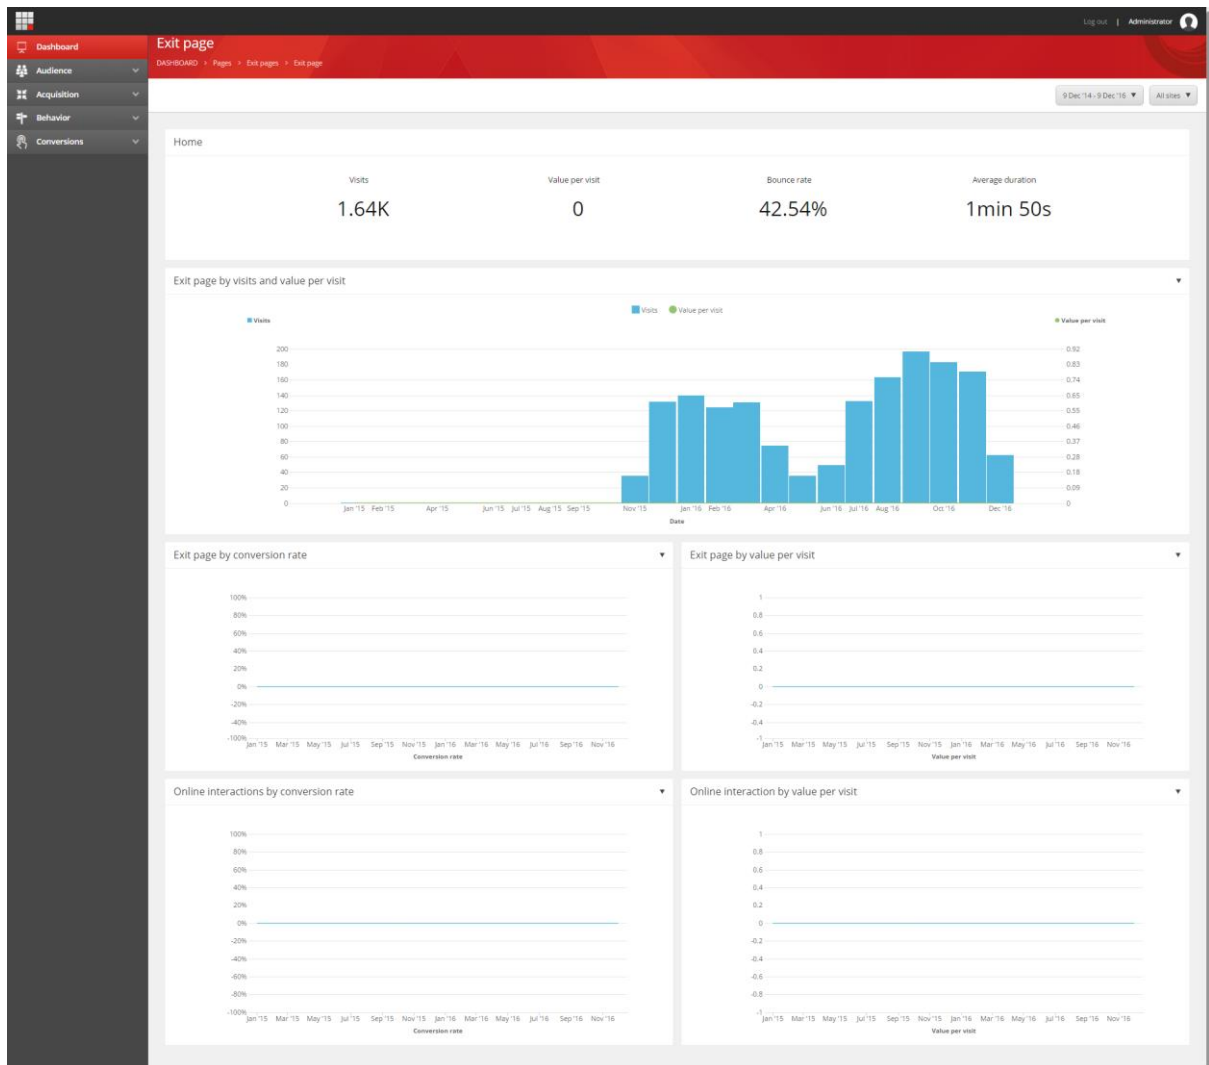 Log out | Administrator
Dashboard
Audience
Acquisition
Behavior
Conversions
Exit page
DASHBOARD > Pages > Exit pages > Exit page
9 Dec '14 - 9 Dec '16 ▼ All sites ▼
Home
Visits Value per visit Bounce rate Average duration
1.64K 0 42.54% 1min 50s
Exit page by visits and value per visit
Visits Value per visit
Visits Value per visit
200 0.92
180 0.83
160 0.74
140 0.65
120 0.55
100 0.46
80 0.37
60 0.28
40 0.18
20 0.09
0 0
Jan '15 Feb '15 Apr '15 Jun '15 Jul '15 Aug '15 Sep '15 Nov '15 Jan '16 Feb '16 Apr '16 Jun '16 Jul '16 Aug '16 Oct '16 Dec '16
Date
Exit page by conversion rate
100%
80%
60%
40%
20%
0%
-20%
-40%
-100%
Jan '15 Mar '15 May '15 Jul '15 Sep '15 Nov '15 Jan '16 Mar '16 May '16 Jul '16 Sep '16 Nov '16
Conversion rate
Exit page by value per visit
1
0.8
0.6
0.4
0.2
0
-0.2
-0.4
-1
Jan '15 Mar '15 May '15 Jul '15 Sep '15 Nov '15 Jan '16 Mar '16 May '16 Jul '16 Sep '16 Nov '16
Value per visit
Online interactions by conversion rate
100%
80%
60%
40%
20%
0%
-20%
-40%
-60%
-80%
-100%
Jan '15 Mar '15 May '15 Jul '15 Sep '15 Nov '15 Jan '16 Mar '16 May '16 Jul '16 Sep '16 Nov '16
Conversion rate
Online interaction by value per visit
1
0.8
0.6
0.4
0.2
0
-0.2
-0.4
-0.6
-0.8
-1
Jan '15 Mar '15 May '15 Jul '15 Sep '15 Nov '15 Jan '16 Mar '16 May '16 Jul '16 Sep '16 Nov '16
Value per visit